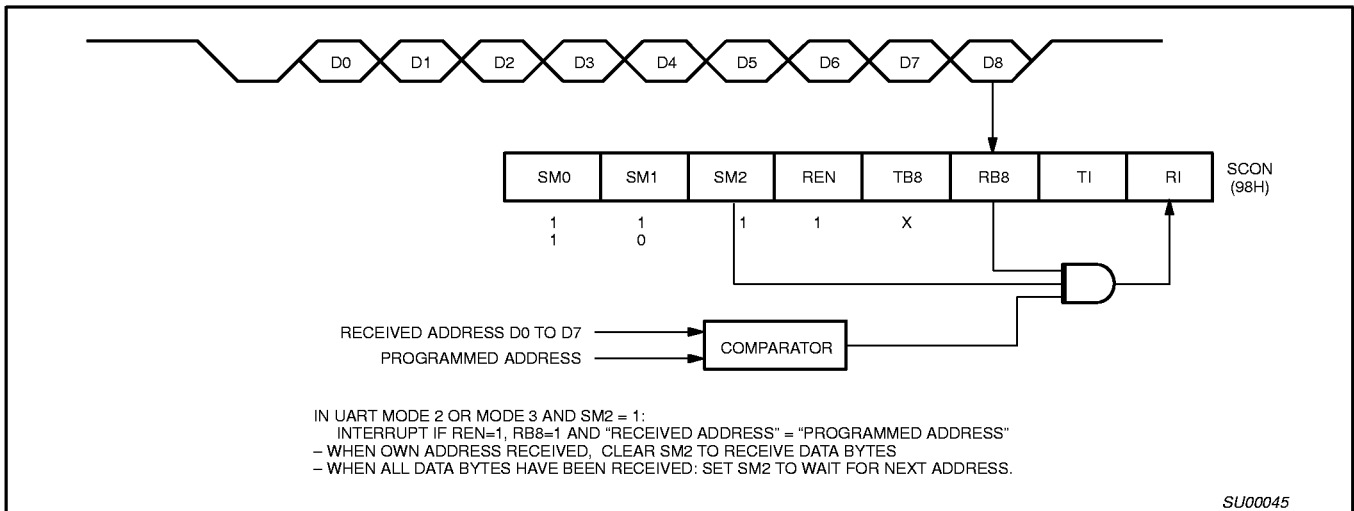 D0 D1 D2 D3 D4 D5 D6 D7 D8
SM0 SM1 SM2 REN TB8 RB8 TI RI
SCON
(98H)
1 1 1 1 X
1 0
RECEIVED ADDRESS D0 TO D7
PROGRAMMED ADDRESS
COMPARATOR
IN UART MODE 2 OR MODE 3 AND SM2 = 1:
INTERRUPT IF REN=1, RB8=1 AND “RECEIVED ADDRESS” = “PROGRAMMED ADDRESS”
– WHEN OWN ADDRESS RECEIVED, CLEAR SM2 TO RECEIVE DATA BYTES
– WHEN ALL DATA BYTES HAVE BEEN RECEIVED: SET SM2 TO WAIT FOR NEXT ADDRESS.
SU00045